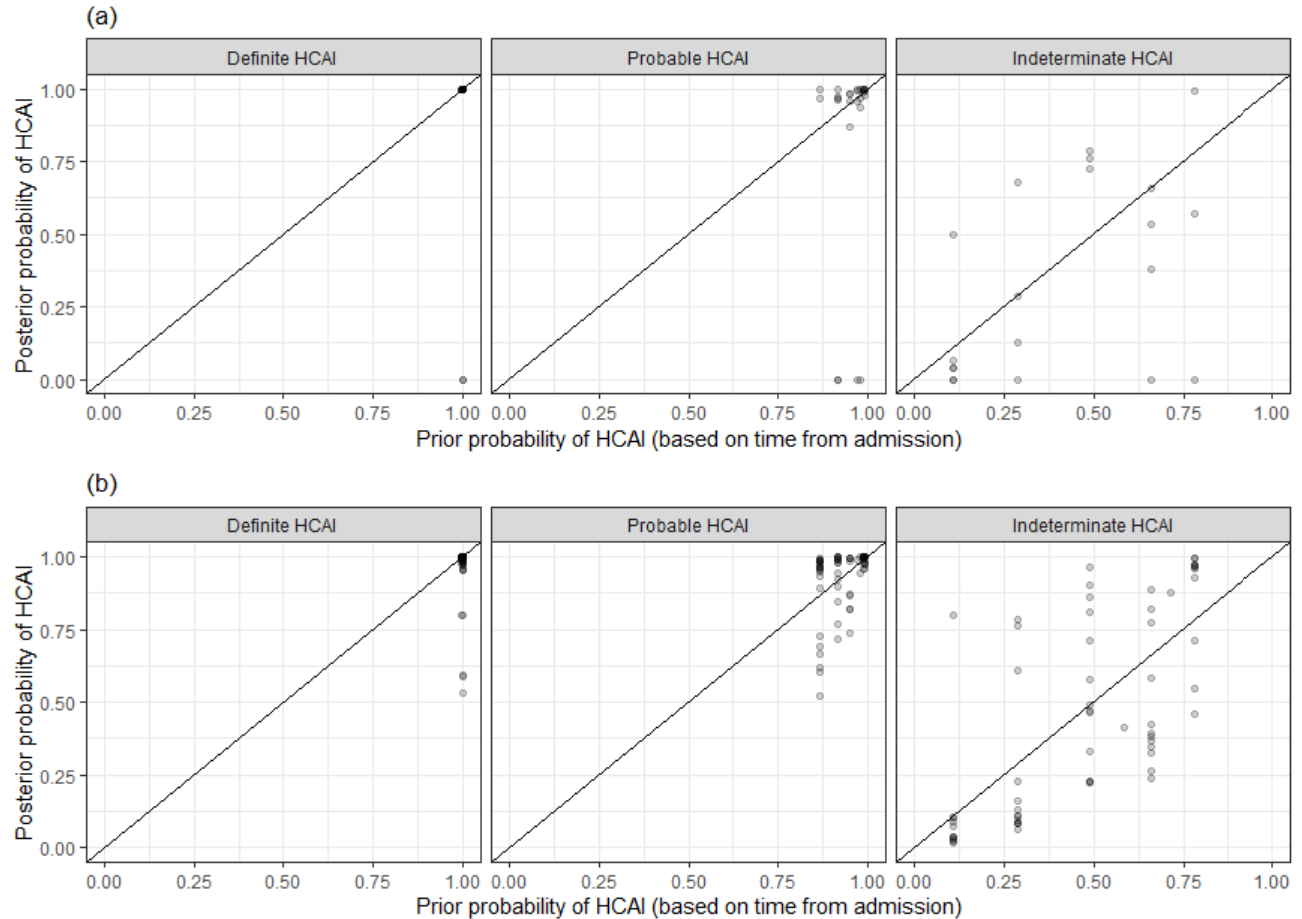 (a)
Definite HCAI
Probable HCAI
Indeterminate HCAI
Posterior probability of HCAI
1.00
0.75
0.50
0.25
0.00
0.00 0.25 0.50 0.75 1.00 0.00 0.25 0.50 0.75 1.00 0.00 0.25 0.50 0.75 1.00
Prior probability of HCAI (based on time from admission)
(b)
Definite HCAI
Probable HCAI
Indeterminate HCAI
Posterior probability of HCAI
1.00
0.75
0.50
0.25
0.00
0.00 0.25 0.50 0.75 1.00 0.00 0.25 0.50 0.75 1.00 0.00 0.25 0.50 0.75 1.00
Prior probability of HCAI (based on time from admission)